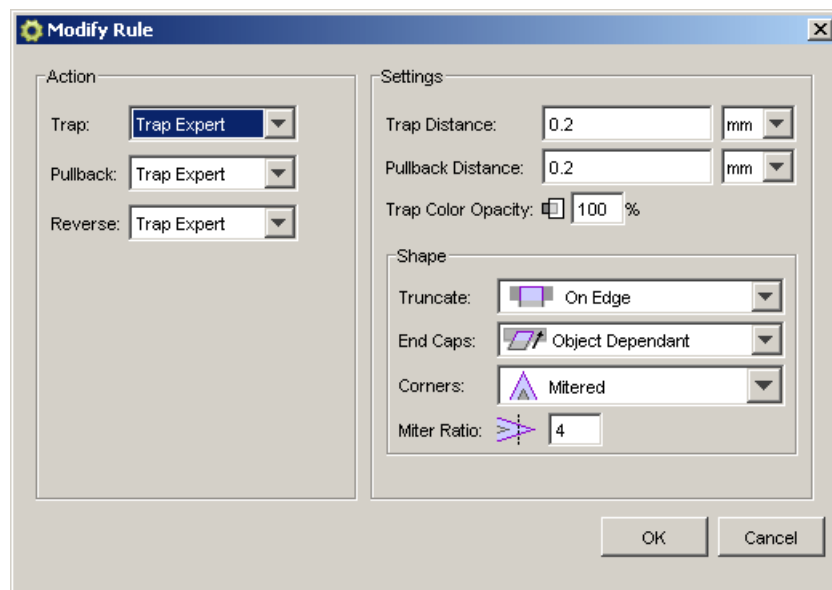 Modify Rule
Action
Trap: Trap Expert
Pullback: Trap Expert
Reverse: Trap Expert
Settings
Trap Distance: 0.2 mm
Pullback Distance: 0.2 mm
Trap Color Opacity: 100 %
Shape
Truncate: On Edge
End Caps: Object Dependant
Corners: Mitered
Miter Ratio: 4
OK Cancel